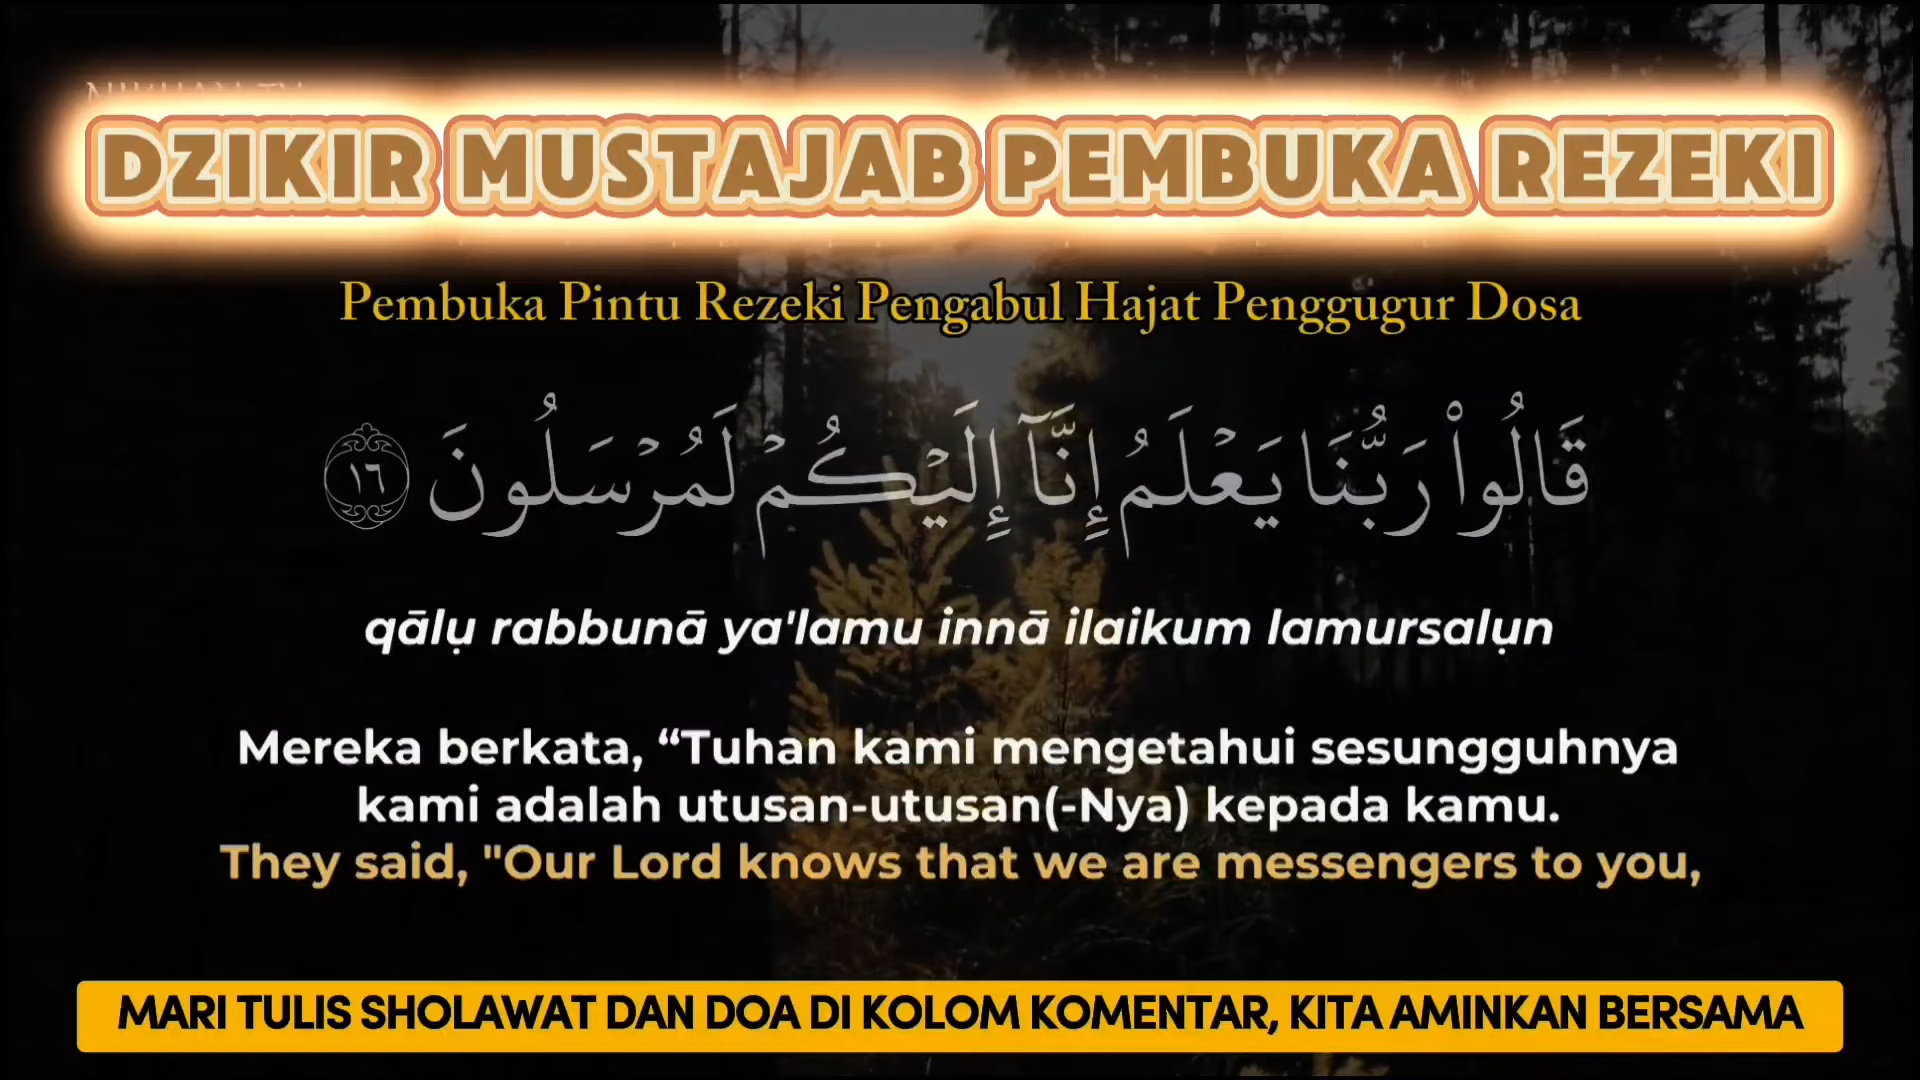 DZIKIR MUSTAJAB PEMBUKA REZEKI
Pembuka Pintu Rezeki Pengabul Hajat Penggugur Dosa
قَالُوا۟ رَبُّنَا يَعْلَمُ إِنَّآ إِلَيْكُمْ لَمُرْسَلُونَ ١٦
qālụ rabbunā ya'lamu innā ilaikum lamursalụn
Mereka berkata, “Tuhan kami mengetahui sesungguhnya
kami adalah utusan-utusan(-Nya) kepada kamu.
They said, "Our Lord knows that we are messengers to you,
MARI TULIS SHOLAWAT DAN DOA DI KOLOM KOMENTAR, KITA AMINKAN BERSAMA